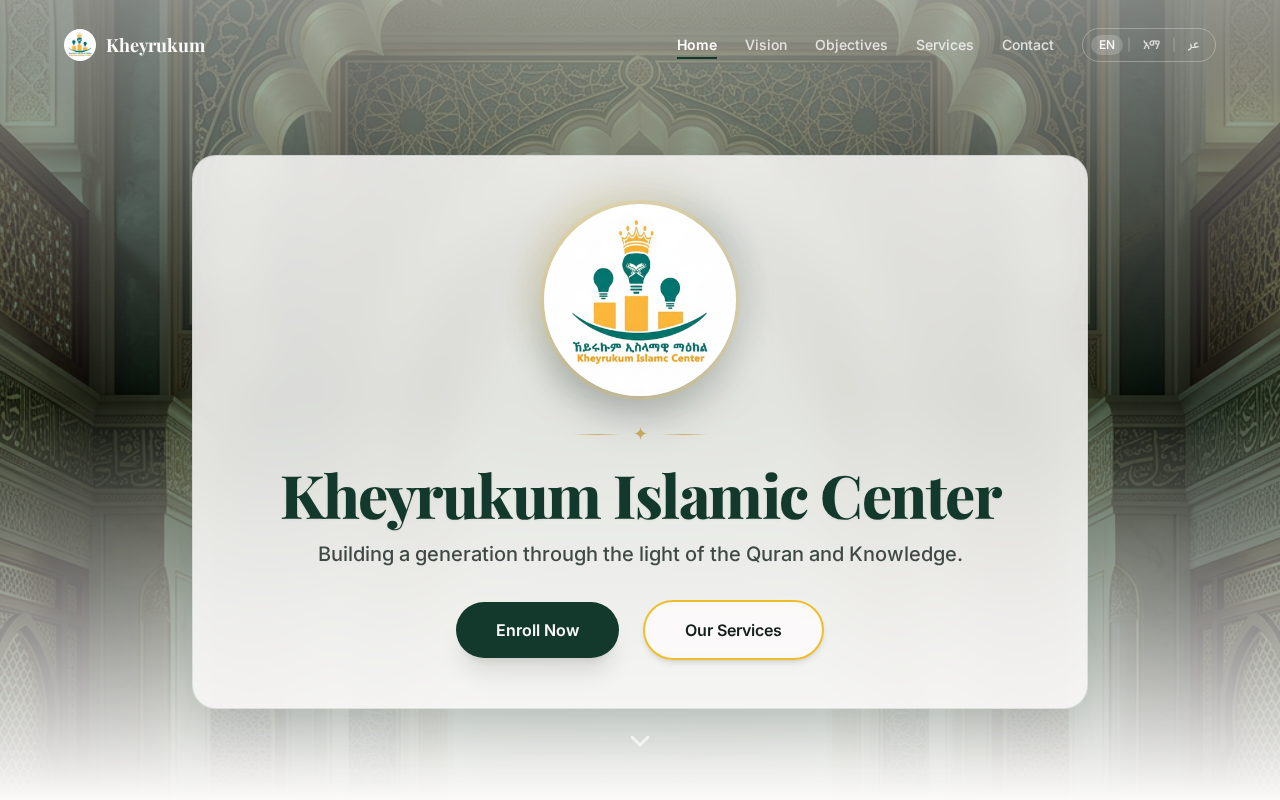 Kheyrukum
Home
Vision
Objectives
Services
Contact
EN
አማ
عر
ኸይሩኩም ኢስላማዊ ማዕከል
Kheyrukum Islamc Center
Kheyrukum Islamic Center
Building a generation through the light of the Quran and Knowledge.
Enroll Now
Our Services